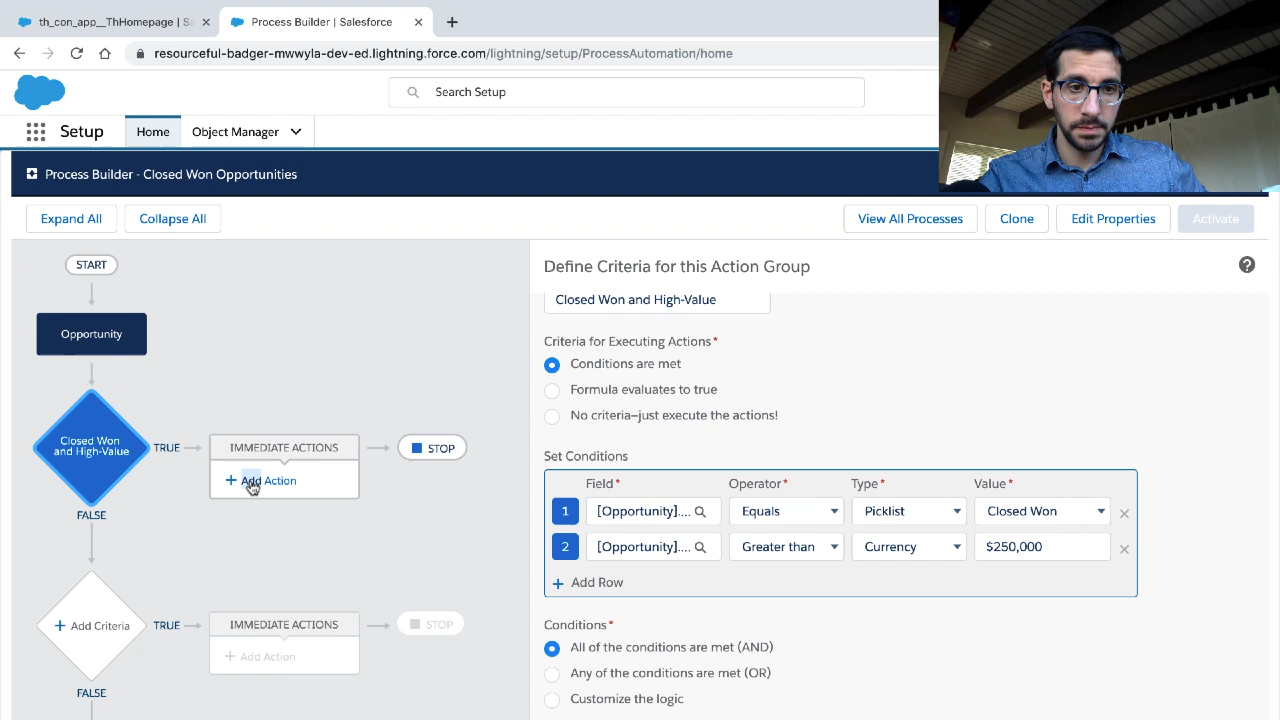 th_con_app__ThHomepage | Sa
Process Builder | Salesforce
resourceful-badger-mwwyla-dev-ed.lightning.force.com/lightning/setup/ProcessAutomation/home
Search Setup
Setup
Home
Object Manager
Process Builder - Closed Won Opportunities
Expand All
Collapse All
View All Processes
Clone
Edit Properties
Activate
START
Opportunity
Closed Won
and High-Value
TRUE
IMMEDIATE ACTIONS
+ Add Action
STOP
FALSE
+ Add Criteria
TRUE
IMMEDIATE ACTIONS
+ Add Action
STOP
FALSE
Define Criteria for this Action Group
?
Closed Won and High-Value
Criteria for Executing Actions*
Conditions are met
Formula evaluates to true
No criteria—just execute the actions!
Set Conditions
Field* Operator* Type* Value*
1 [Opportunity].... Equals Picklist Closed Won
2 [Opportunity].... Greater than Currency $250,000
+ Add Row
Conditions*
All of the conditions are met (AND)
Any of the conditions are met (OR)
Customize the logic